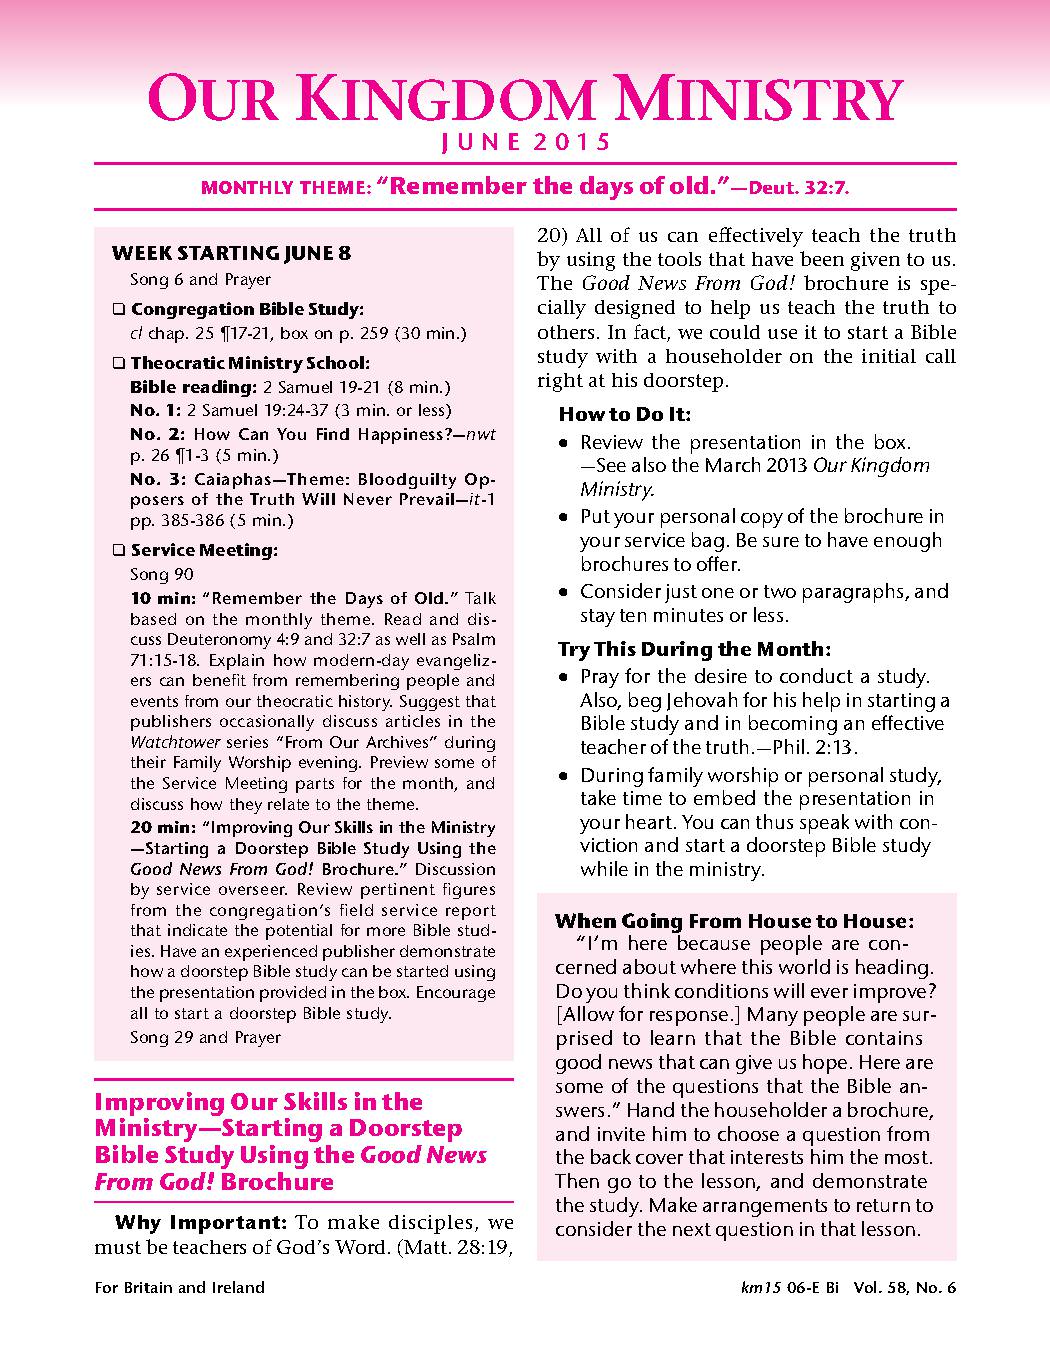 OUR KINGDOM MINISTRY
JUNE 2015
MONTHLY THEME: “Remember the days of old.”—Deut. 32:7.
WEEK STARTING JUNE 8
Song 6 and Prayer
❏ Congregation Bible Study:
cl chap. 25 ¶17-21, box on p. 259 (30 min.)
❏ Theocratic Ministry School:
Bible reading: 2 Samuel 19-21 (8 min.)
No. 1: 2 Samuel 19:24-37 (3 min. or less)
No. 2: How Can You Find Happiness?—nwt
p. 26 ¶1-3 (5 min.)
No. 3: Caiaphas—Theme: Bloodguilty Op-
posers of the Truth Will Never Prevail—it-1
pp. 385-386 (5 min.)
❏ Service Meeting:
Song 90
10 min: “Remember the Days of Old.” Talk
based on the monthly theme. Read and dis-
cuss Deuteronomy 4:9 and 32:7 as well as Psalm
71:15-18. Explain how modern-day evangeliz-
ers can benefit from remembering people and
events from our theocratic history. Suggest that
publishers occasionally discuss articles in the
Watchtower series “From Our Archives” during
their Family Worship evening. Preview some of
the Service Meeting parts for the month, and
discuss how they relate to the theme.
20 min: “Improving Our Skills in the Ministry
—Starting a Doorstep Bible Study Using the
Good News From God! Brochure.” Discussion
by service overseer. Review pertinent figures
from the congregation’s field service report
that indicate the potential for more Bible stud-
ies. Have an experienced publisher demonstrate
how a doorstep Bible study can be started using
the presentation provided in the box. Encourage
all to start a doorstep Bible study.
Song 29 and Prayer
Improving Our Skills in the
Ministry—Starting a Doorstep
Bible Study Using the Good News
From God! Brochure
Why Important: To make disciples, we
must be teachers of God’s Word. (Matt. 28:19,
20) All of us can effectively teach the truth
by using the tools that have been given to us.
The Good News From God! brochure is spe-
cially designed to help us teach the truth to
others. In fact, we could use it to start a Bible
study with a householder on the initial call
right at his doorstep.
How to Do It:
● Review the presentation in the box.
—See also the March 2013 Our Kingdom
Ministry.
● Put your personal copy of the brochure in
your service bag. Be sure to have enough
brochures to offer.
● Consider just one or two paragraphs, and
stay ten minutes or less.
Try This During the Month:
● Pray for the desire to conduct a study.
Also, beg Jehovah for his help in starting a
Bible study and in becoming an effective
teacher of the truth.—Phil. 2:13.
● During family worship or personal study,
take time to embed the presentation in
your heart. You can thus speak with con-
viction and start a doorstep Bible study
while in the ministry.
When Going From House to House:
“I’m here because people are con-
cerned about where this world is heading.
Do you think conditions will ever improve?
[Allow for response.] Many people are sur-
prised to learn that the Bible contains
good news that can give us hope. Here are
some of the questions that the Bible an-
swers.” Hand the householder a brochure,
and invite him to choose a question from
the back cover that interests him the most.
Then go to the lesson, and demonstrate
the study. Make arrangements to return to
consider the next question in that lesson.
For Britain and Ireland
km15 06-E Bi Vol. 58, No. 6